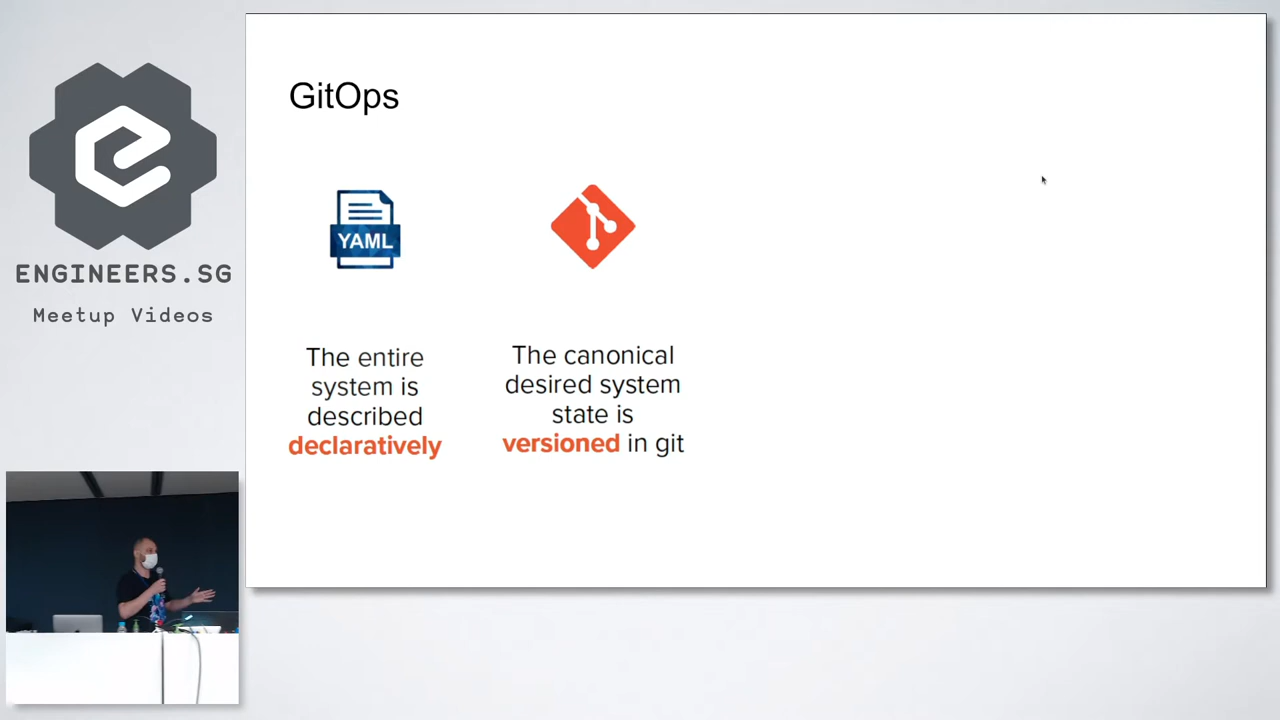 ENGINEERS.SG
Meetup Videos
GitOps
YAML
The entire
system is
described
declaratively
The canonical
desired system
state is
versioned in git